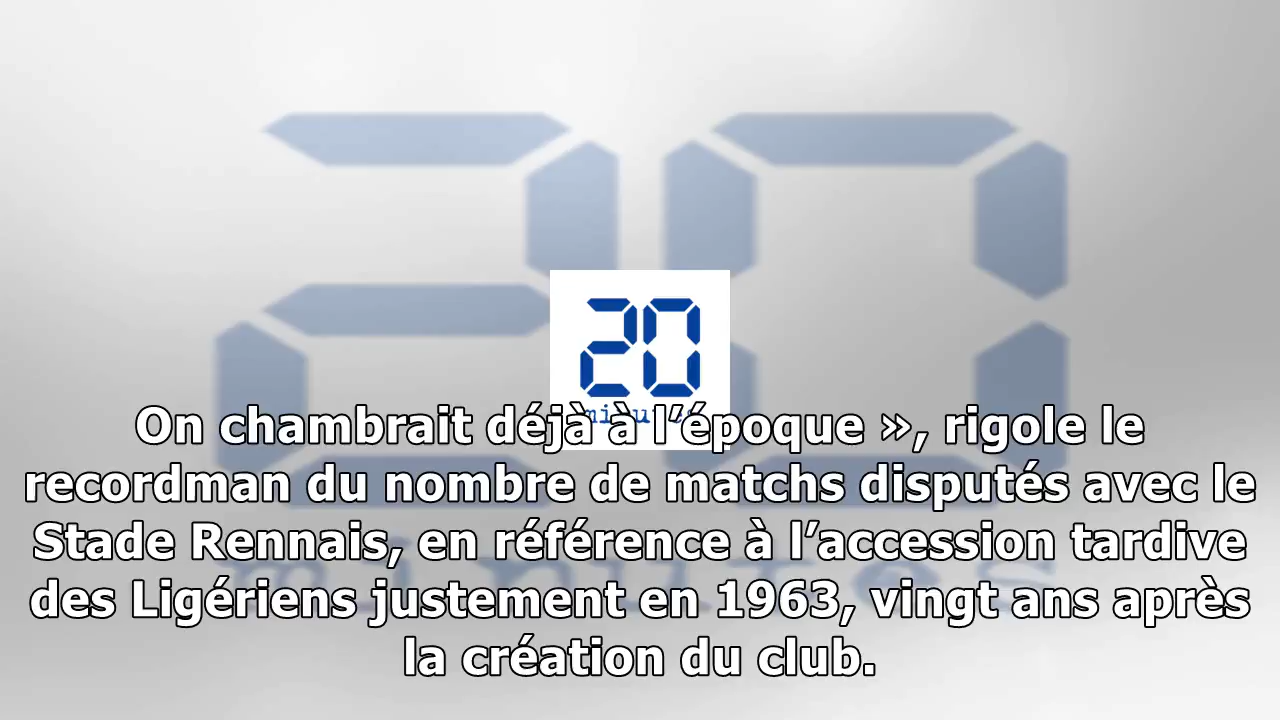 20
minutes
On chambrait déjà à l’époque », rigole le
recordman du nombre de matchs disputés avec le
Stade Rennais, en référence à l’accession tardive
des Ligériens justement en 1963, vingt ans après
la création du club.